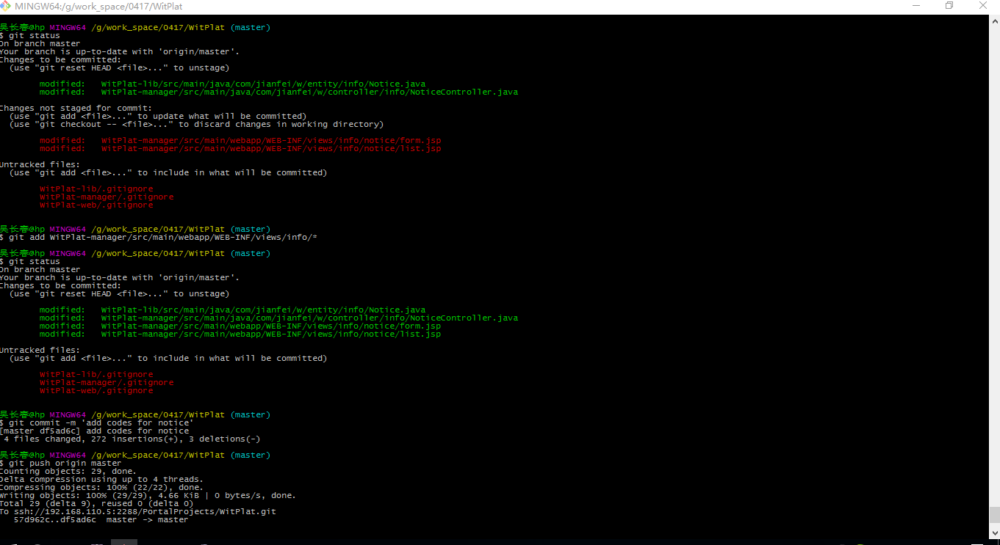 MINGW64:/g/work_space/0417/WitPlat
吴长春@hp MINGW64 /g/work_space/0417/WitPlat (master)
$ git status
On branch master
Your branch is up-to-date with 'origin/master'.
Changes to be committed:
  (use "git reset HEAD <file>..." to unstage)
        modified:   WitPlat-lib/src/main/java/com/jianfei/w/entity/info/Notice.java
        modified:   WitPlat-manager/src/main/java/com/jianfei/w/controller/info/NoticeController.java
Changes not staged for commit:
  (use "git add <file>..." to update what will be committed)
  (use "git checkout -- <file>..." to discard changes in working directory)
        modified:   WitPlat-manager/src/main/webapp/WEB-INF/views/info/notice/form.jsp
        modified:   WitPlat-manager/src/main/webapp/WEB-INF/views/info/notice/list.jsp
Untracked files:
  (use "git add <file>..." to include in what will be committed)
        WitPlat-lib/.gitignore
        WitPlat-manager/.gitignore
        WitPlat-web/.gitignore
吴长春@hp MINGW64 /g/work_space/0417/WitPlat (master)
$ git add WitPlat-manager/src/main/webapp/WEB-INF/views/info/*
吴长春@hp MINGW64 /g/work_space/0417/WitPlat (master)
$ git status
On branch master
Your branch is up-to-date with 'origin/master'.
Changes to be committed:
  (use "git reset HEAD <file>..." to unstage)
        modified:   WitPlat-lib/src/main/java/com/jianfei/w/entity/info/Notice.java
        modified:   WitPlat-manager/src/main/java/com/jianfei/w/controller/info/NoticeController.java
        modified:   WitPlat-manager/src/main/webapp/WEB-INF/views/info/notice/form.jsp
        modified:   WitPlat-manager/src/main/webapp/WEB-INF/views/info/notice/list.jsp
Untracked files:
  (use "git add <file>..." to include in what will be committed)
        WitPlat-lib/.gitignore
        WitPlat-manager/.gitignore
        WitPlat-web/.gitignore
吴长春@hp MINGW64 /g/work_space/0417/WitPlat (master)
$ git commit -m 'add codes for notice'
[master df5ad6c] add codes for notice
 4 files changed, 272 insertions(+), 3 deletions(-)
吴长春@hp MINGW64 /g/work_space/0417/WitPlat (master)
$ git push origin master
Counting objects: 29, done.
Delta compression using up to 4 threads.
Compressing objects: 100% (22/22), done.
Writing objects: 100% (29/29), 4.66 KiB | 0 bytes/s, done.
Total 29 (delta 9), reused 0 (delta 0)
To ssh://192.168.110.5:2288/PortalProjects/WitPlat.git
   57d962c..df5ad6c  master -> master